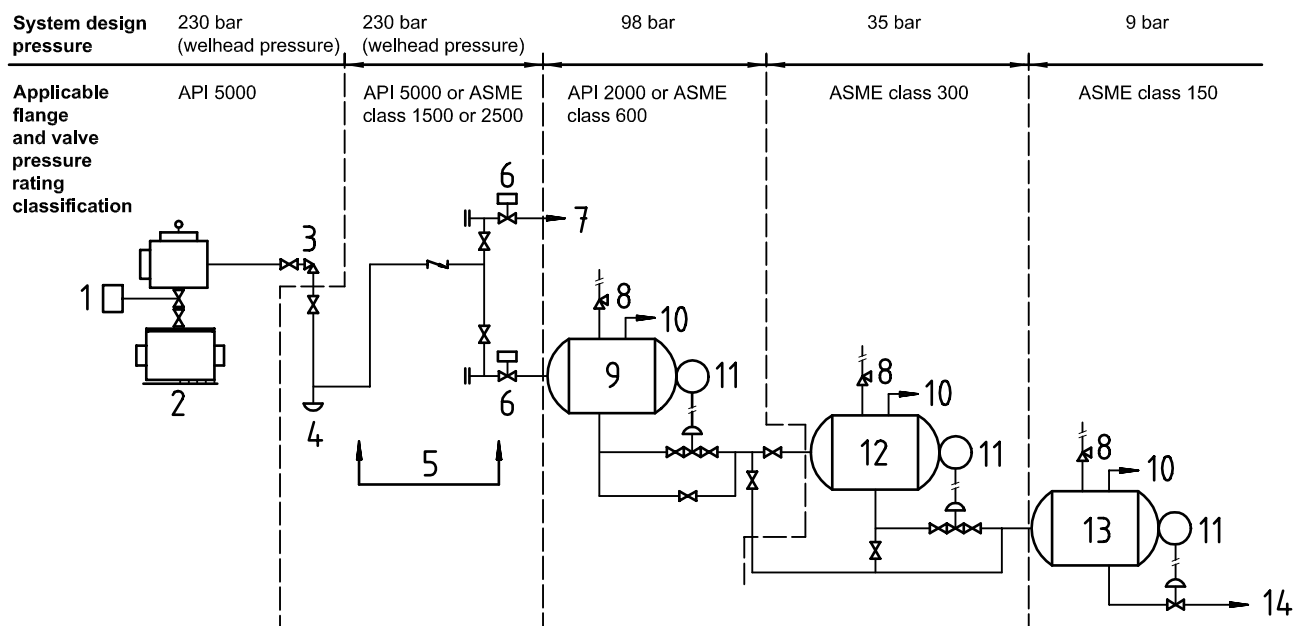 System design pressure
230 bar
(welhead pressure)
230 bar
(welhead pressure)
98 bar
35 bar
9 bar
Applicable
flange
and valve
pressure
rating
classification
API 5000
API 5000 or ASME
class 1500 or 2500
API 2000 or ASME
class 600
ASME class 300
ASME class 150
6
7
3
1
2
4
5
6
8
10
9
11
8
10
12
11
8
10
13
11
14